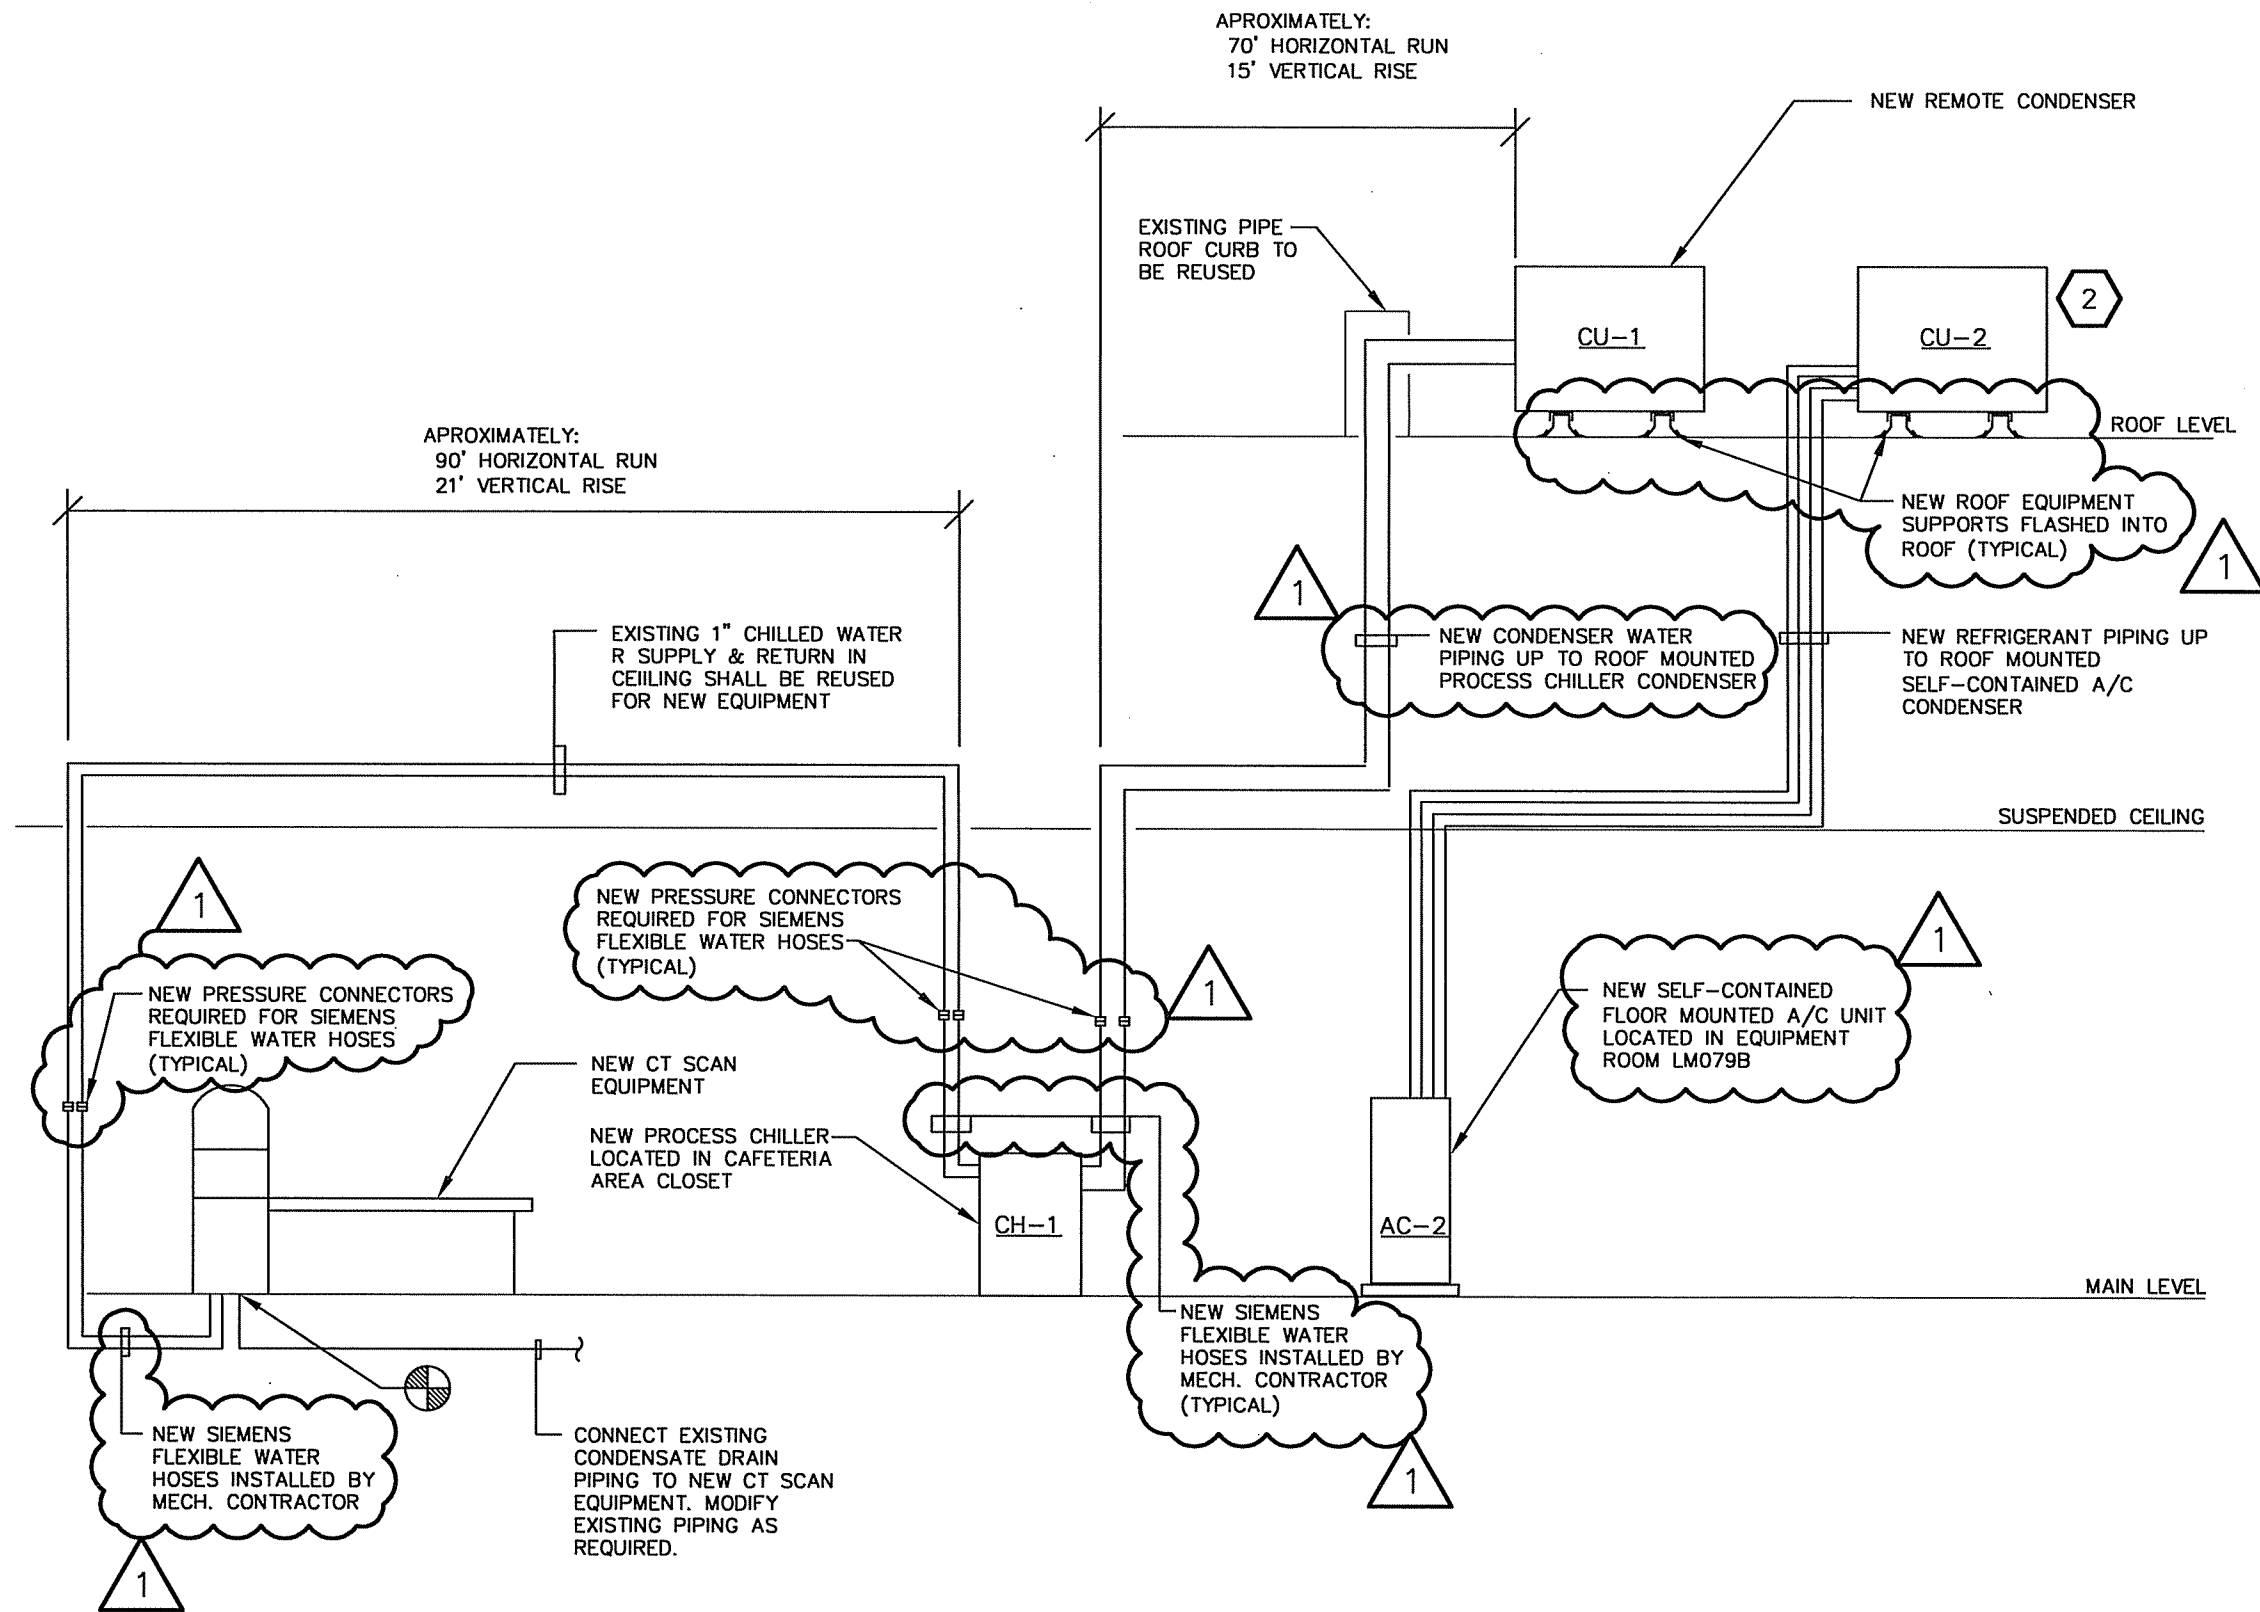 APROXIMATELY:
70' HORIZONTAL RUN
15' VERTICAL RISE
NEW REMOTE CONDENSER
EXISTING PIPE
ROOF CURB TO
BE REUSED
CU-1
CU-2
2
ROOF LEVEL
APROXIMATELY:
90' HORIZONTAL RUN
21' VERTICAL RISE
NEW ROOF EQUIPMENT
SUPPORTS FLASHED INTO
ROOF (TYPICAL)
1
1
EXISTING 1" CHILLED WATER
R SUPPLY & RETURN IN
CEIILING SHALL BE REUSED
FOR NEW EQUIPMENT
NEW CONDENSER WATER
PIPING UP TO ROOF MOUNTED
PROCESS CHILLER CONDENSER
NEW REFRIGERANT PIPING UP
TO ROOF MOUNTED
SELF-CONTAINED A/C
CONDENSER
SUSPENDED CEILING
1
NEW PRESSURE CONNECTORS
REQUIRED FOR SIEMENS
FLEXIBLE WATER HOSES
(TYPICAL)
1
1
NEW PRESSURE CONNECTORS
REQUIRED FOR SIEMENS
FLEXIBLE WATER HOSES
(TYPICAL)
NEW SELF-CONTAINED
FLOOR MOUNTED A/C UNIT
LOCATED IN EQUIPMENT
ROOM LM079B
NEW CT SCAN
EQUIPMENT
NEW PROCESS CHILLER
LOCATED IN CAFETERIA
AREA CLOSET
CH-1
AC-2
MAIN LEVEL
NEW SIEMENS
FLEXIBLE WATER
HOSES INSTALLED BY
MECH. CONTRACTOR
(TYPICAL)
1
NEW SIEMENS
FLEXIBLE WATER
HOSES INSTALLED BY
MECH. CONTRACTOR
CONNECT EXISTING
CONDENSATE DRAIN
PIPING TO NEW CT SCAN
EQUIPMENT. MODIFY
EXISTING PIPING AS
REQUIRED.
1